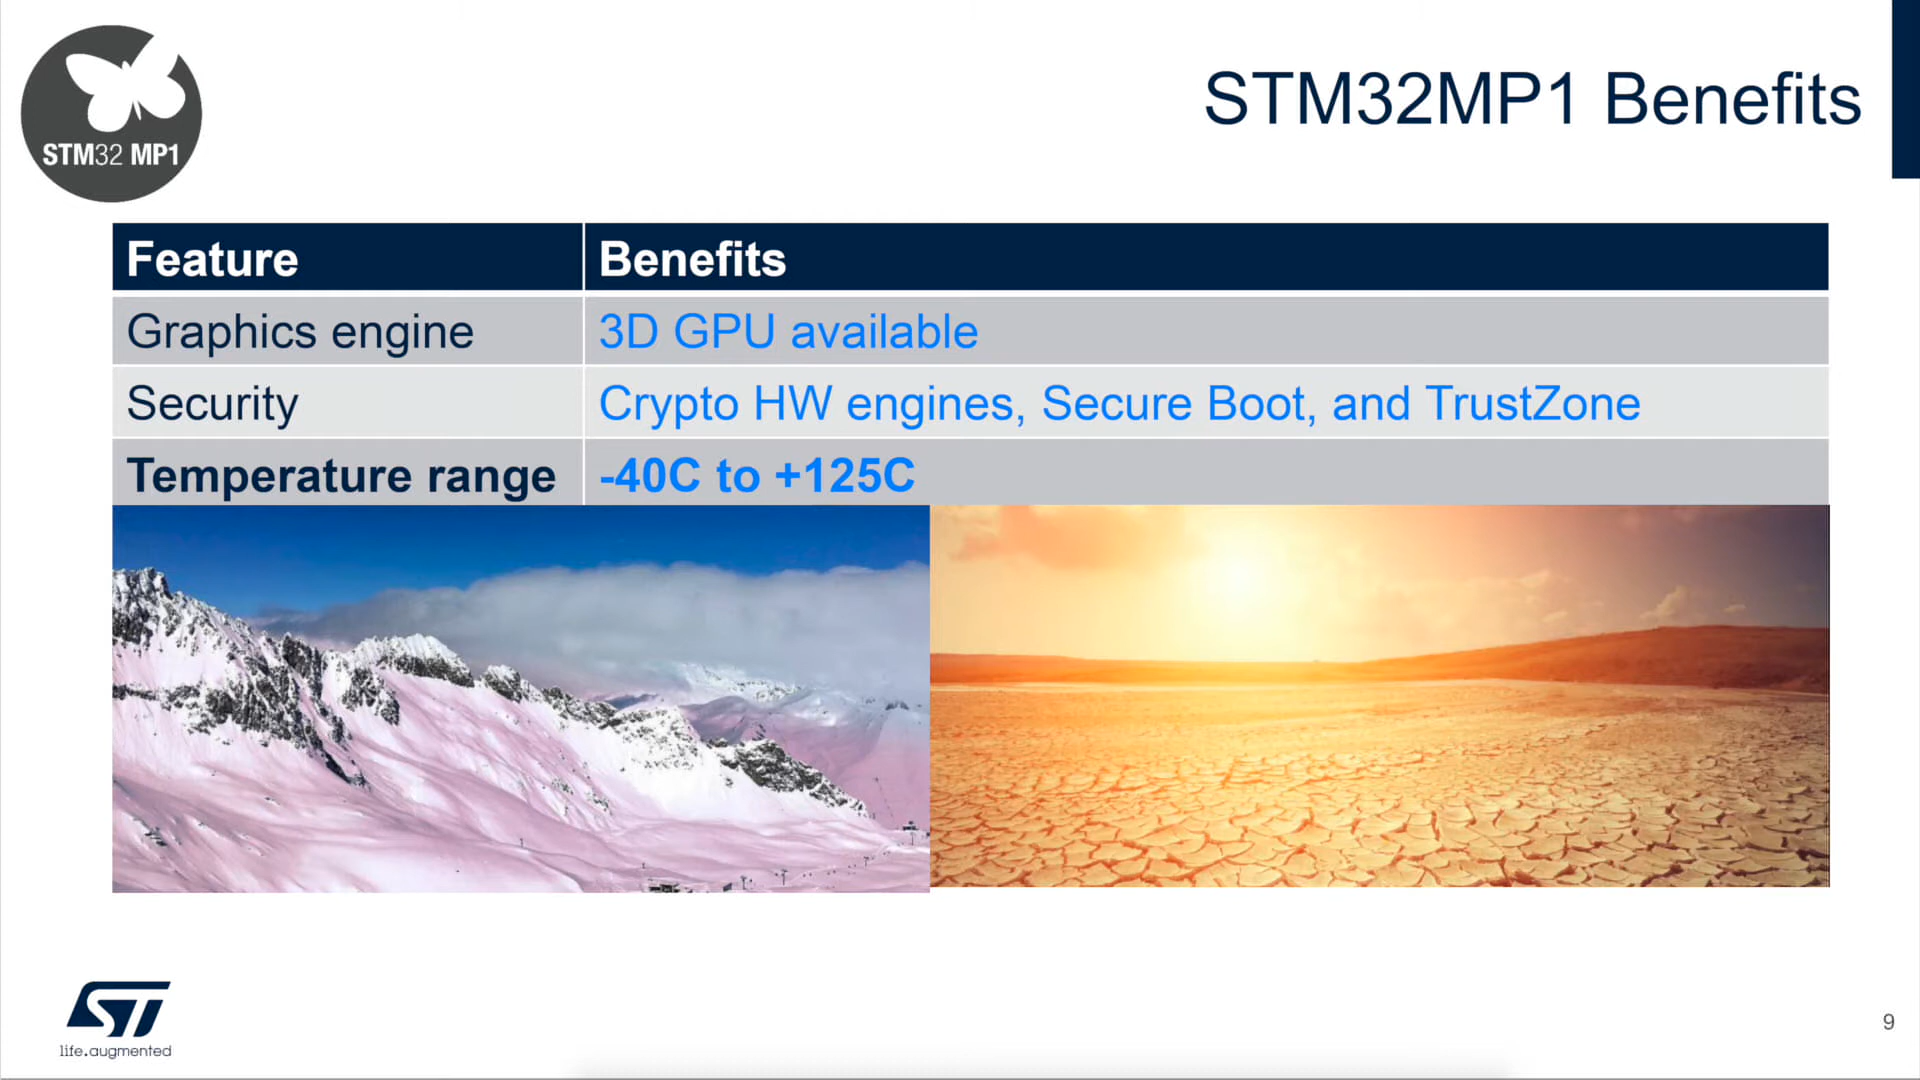 STM32 MP1
STM32MP1 Benefits
Feature Benefits
Graphics engine 3D GPU available
Security Crypto HW engines, Secure Boot, and TrustZone
Temperature range -40C to +125C
ST
life.augmented
9